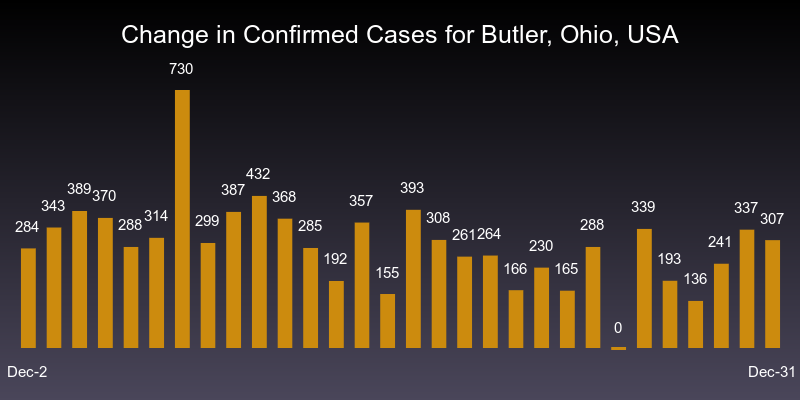 Change in Confirmed Cases for Butler, Ohio, USA
284 343 389 370 288 314 730 299 387 432 368 285 192 357 155 393 308 261 264 166 230 165 288 0 339 193 136 241 337 307
Dec-2 Dec-31